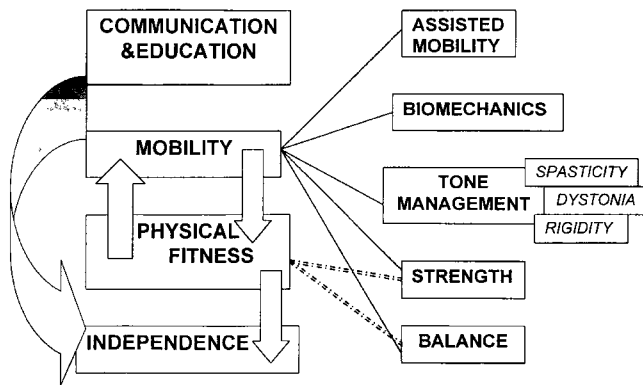 COMMUNICATION
&EDUCATION
MOBILITY
PHYSICAL
FITNESS
INDEPENDENCE
ASSISTED
MOBILITY
BIOMECHANICS
TONE
MANAGEMENT
SPASTICITY
DYSTONIA
RIGIDITY
STRENGTH
BALANCE